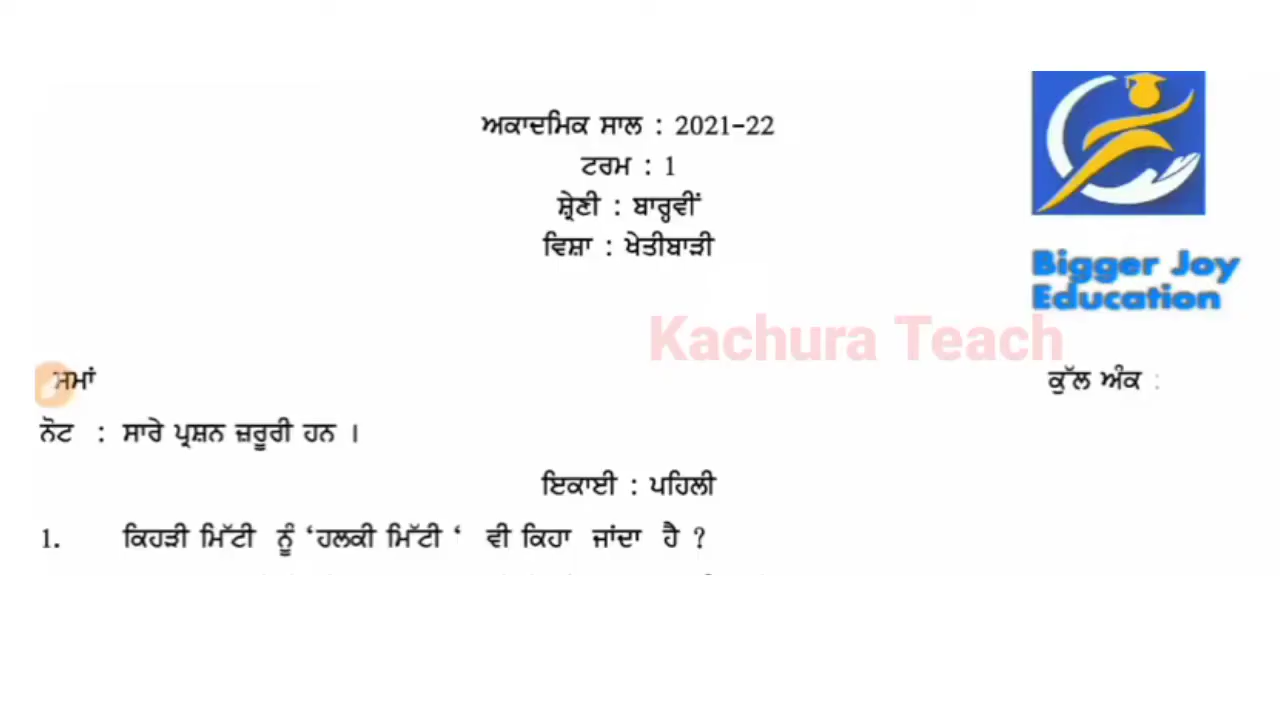 ਅਕਾਦਮਿਕ ਸਾਲ : 2021-22
ਟਰਮ : 1
ਸ਼੍ਰੇਣੀ : ਬਾਰ੍ਹਵੀਂ
ਵਿਸ਼ਾ : ਖੇਤੀਬਾੜੀ
Bigger Joy
Education
Kachura Teach
ਸਮਾਂ
ਕੁੱਲ ਅੰਕ :
ਨੋਟ : ਸਾਰੇ ਪ੍ਰਸ਼ਨ ਜ਼ਰੂਰੀ ਹਨ ।
ਇਕਾਈ : ਪਹਿਲੀ
1. ਕਿਹੜੀ ਮਿੱਟੀ ਨੂੰ ‘ਹਲਕੀ ਮਿੱਟੀ ‘ ਵੀ ਕਿਹਾ ਜਾਂਦਾ ਹੈ ?